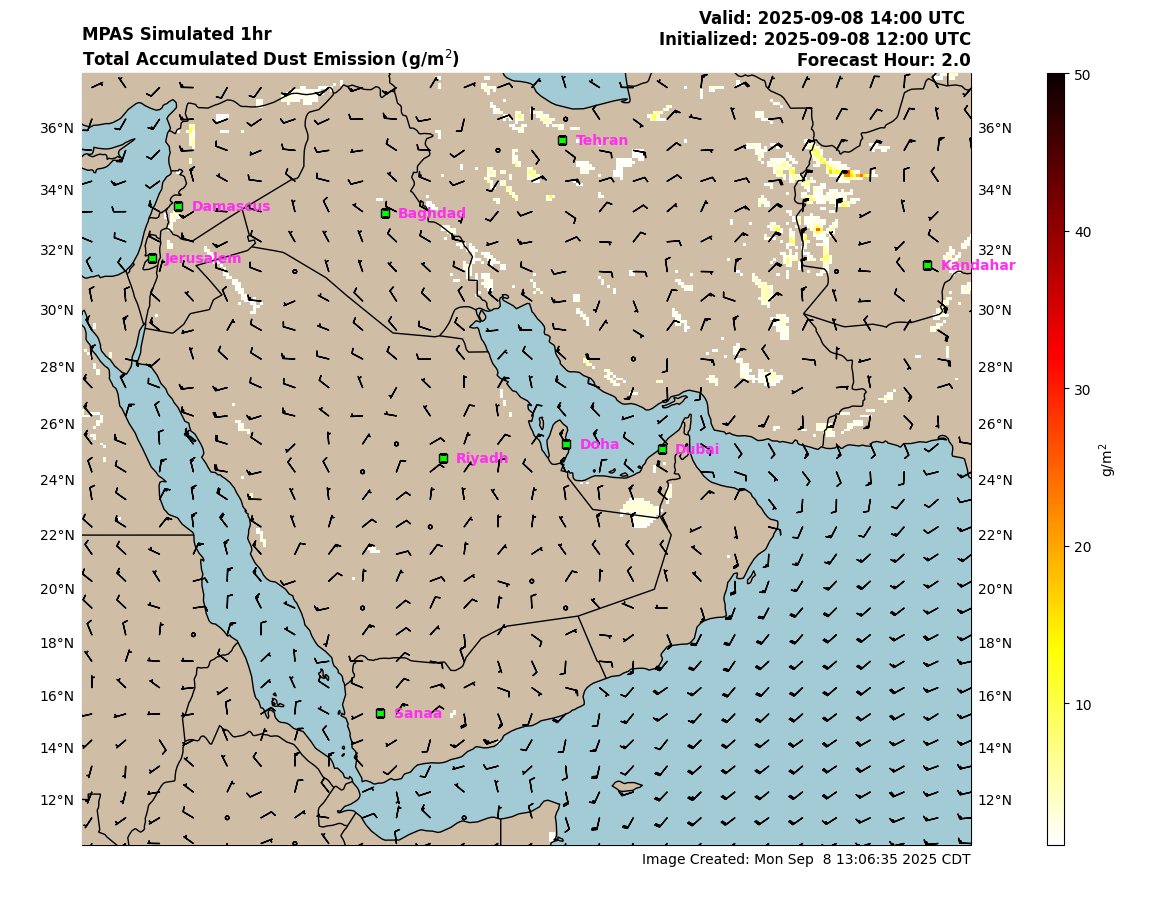 MPAS Simulated 1hr
Total Accumulated Dust Emission (g/m²)
Valid: 2025-09-08 14:00 UTC
Initialized: 2025-09-08 12:00 UTC
Forecast Hour: 2.0
36°N
34°N
32°N
30°N
28°N
26°N
24°N
22°N
20°N
18°N
16°N
14°N
12°N
Tehran
Damascus
Baghdad
Jerusalem
Kandahar
Doha
Dubai
Riyadh
Sanaa
36°N
34°N
32°N
30°N
28°N
26°N
24°N
22°N
20°N
18°N
16°N
14°N
12°N
50
40
30
20
10
g/m²
Image Created: Mon Sep  8 13:06:35 2025 CDT